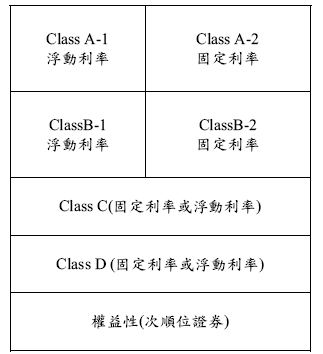 Class A-1
浮動利率
Class A-2
固定利率
ClassB-1
浮動利率
ClassB-2
固定利率
Class C(固定利率或浮動利率)
Class D (固定利率或浮動利率)
權益性(次順位證券)